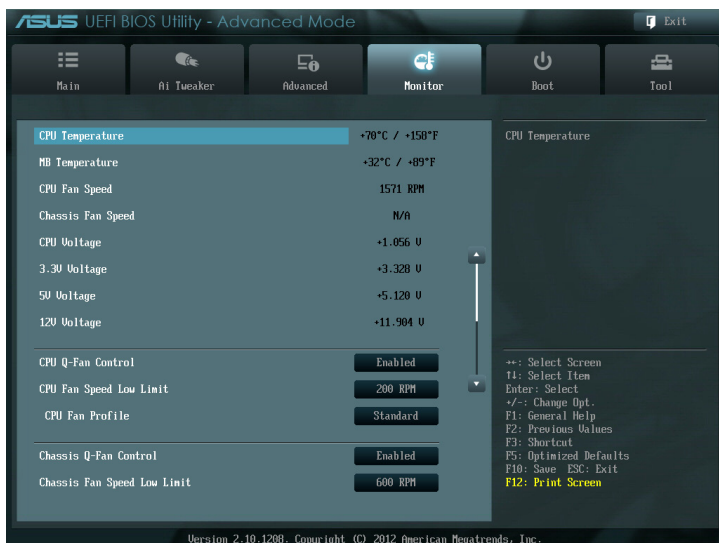 ASUS UEFI BIOS Utility - Advanced Mode
Exit
Main
Ai Tweaker
Advanced
Monitor
Boot
Tool
CPU Temperature +70°C / +158°F
CPU Temperature
MB Temperature +32°C / +89°F
CPU Fan Speed 1571 RPM
Chassis Fan Speed N/A
CPU Voltage +1.056 V
3.3V Voltage +3.328 V
5V Voltage +5.120 V
12V Voltage +11.904 V
CPU Q-Fan Control Enabled
CPU Fan Speed Low Limit 200 RPM
CPU Fan Profile Standard
Chassis Q-Fan Control Enabled
Chassis Fan Speed Low Limit 600 RPM
→←: Select Screen
↑↓: Select Item
Enter: Select
+/-: Change Opt.
F1: General Help
F2: Previous Values
F3: Shortcut
F5: Optimized Defaults
F10: Save ESC: Exit
F12: Print Screen
Version 2.10.1208. Copyright (C) 2012 American Megatrends, Inc.